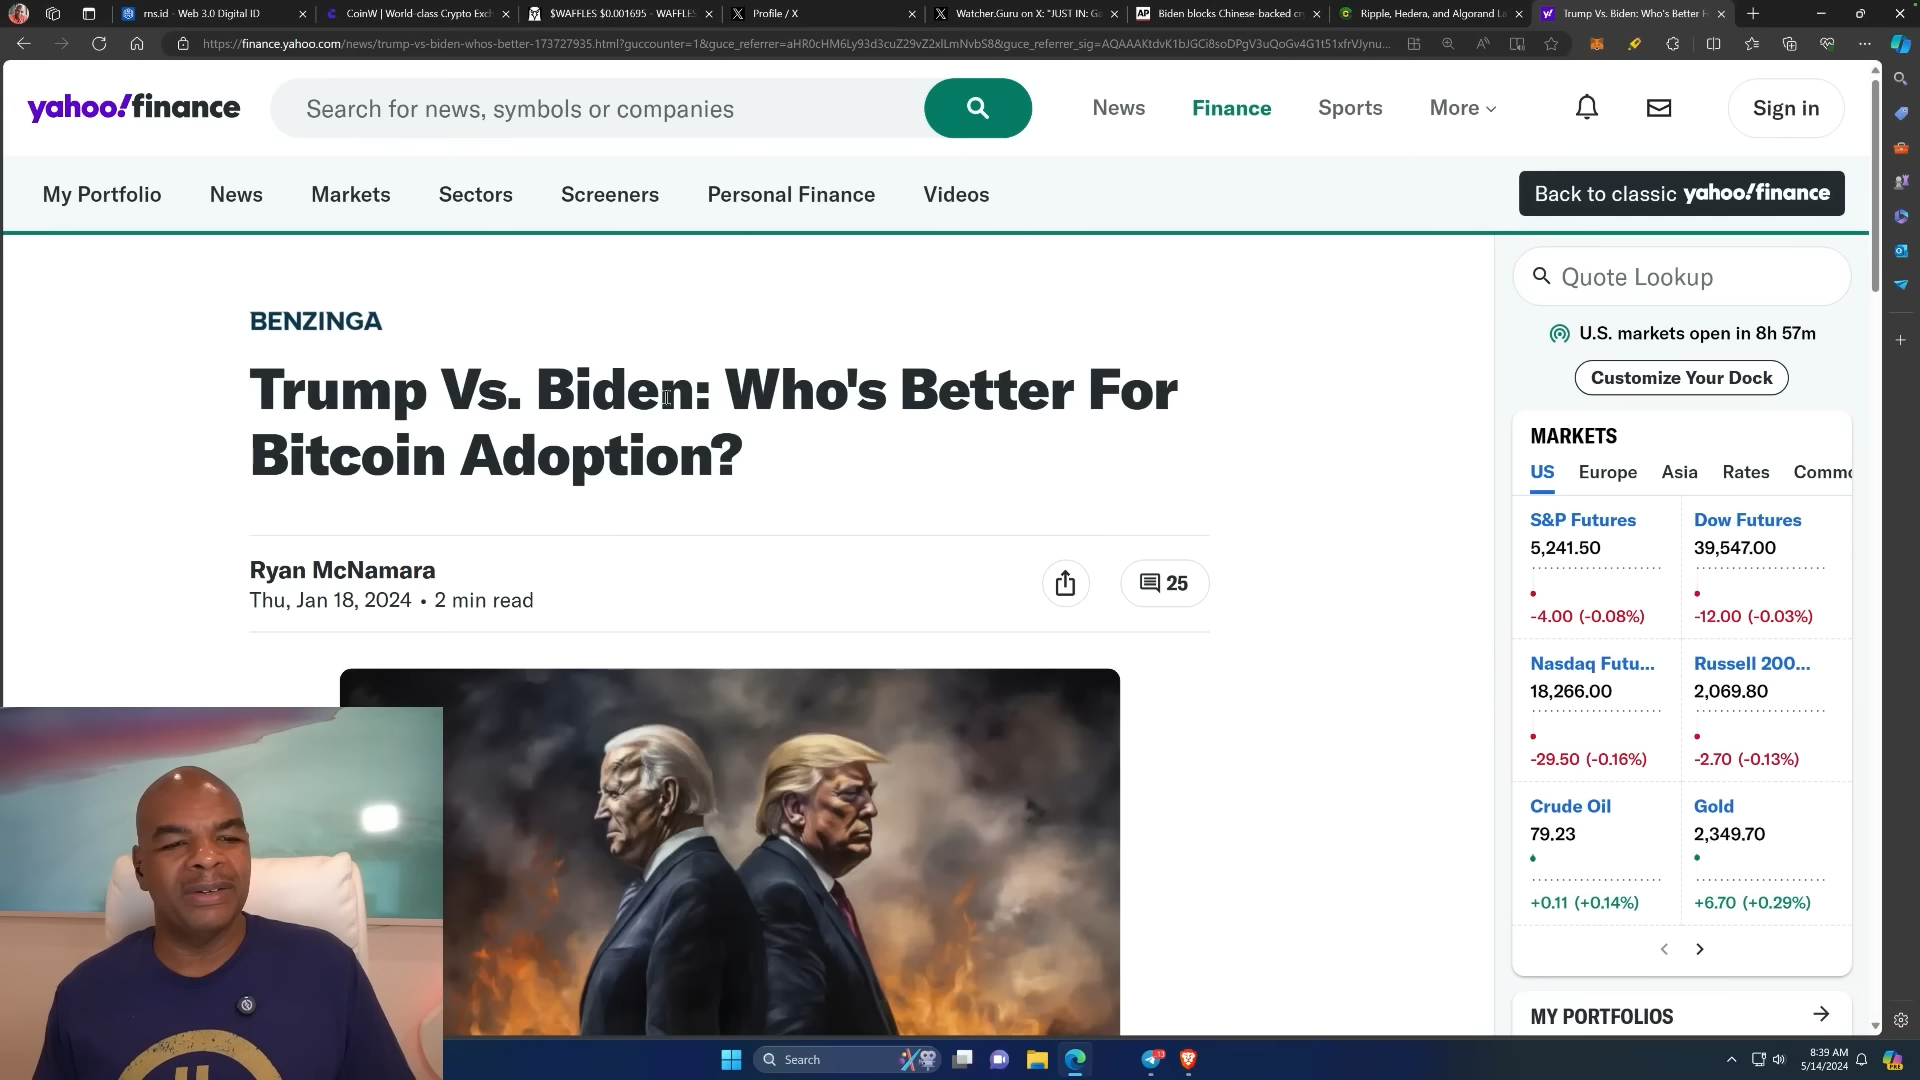 rns.id - Web 3.0 Digital ID
CoinW | World-class Crypto Exch
$WAFFLES $0.001695 - WAFFLES
Profile / X
Watcher.Guru on X: "JUST IN: Ga
Biden blocks Chinese-backed cr
Ripple, Hedera, and Algorand La
Trump Vs. Biden: Who's Better F
yahoo!finance
Search for news, symbols or companies
News
Finance
Sports
More
Sign in
My Portfolio
News
Markets
Sectors
Screeners
Personal Finance
Videos
Back to classic yahoo!finance
BENZINGA
Trump Vs. Biden: Who's Better For
Bitcoin Adoption?
Ryan McNamara
Thu, Jan 18, 2024 • 2 min read
25
Quote Lookup
U.S. markets open in 8h 57m
Customize Your Dock
MARKETS
US Europe Asia Rates Commo
S&P Futures
5,241.50
-4.00 (-0.08%)
Dow Futures
39,547.00
-12.00 (-0.03%)
Nasdaq Futu...
18,266.00
-29.50 (-0.16%)
Russell 200...
2,069.80
-2.70 (-0.13%)
Crude Oil
79.23
+0.11 (+0.14%)
Gold
2,349.70
+6.70 (+0.29%)
MY PORTFOLIOS
Search
8:39 AM
5/14/2024